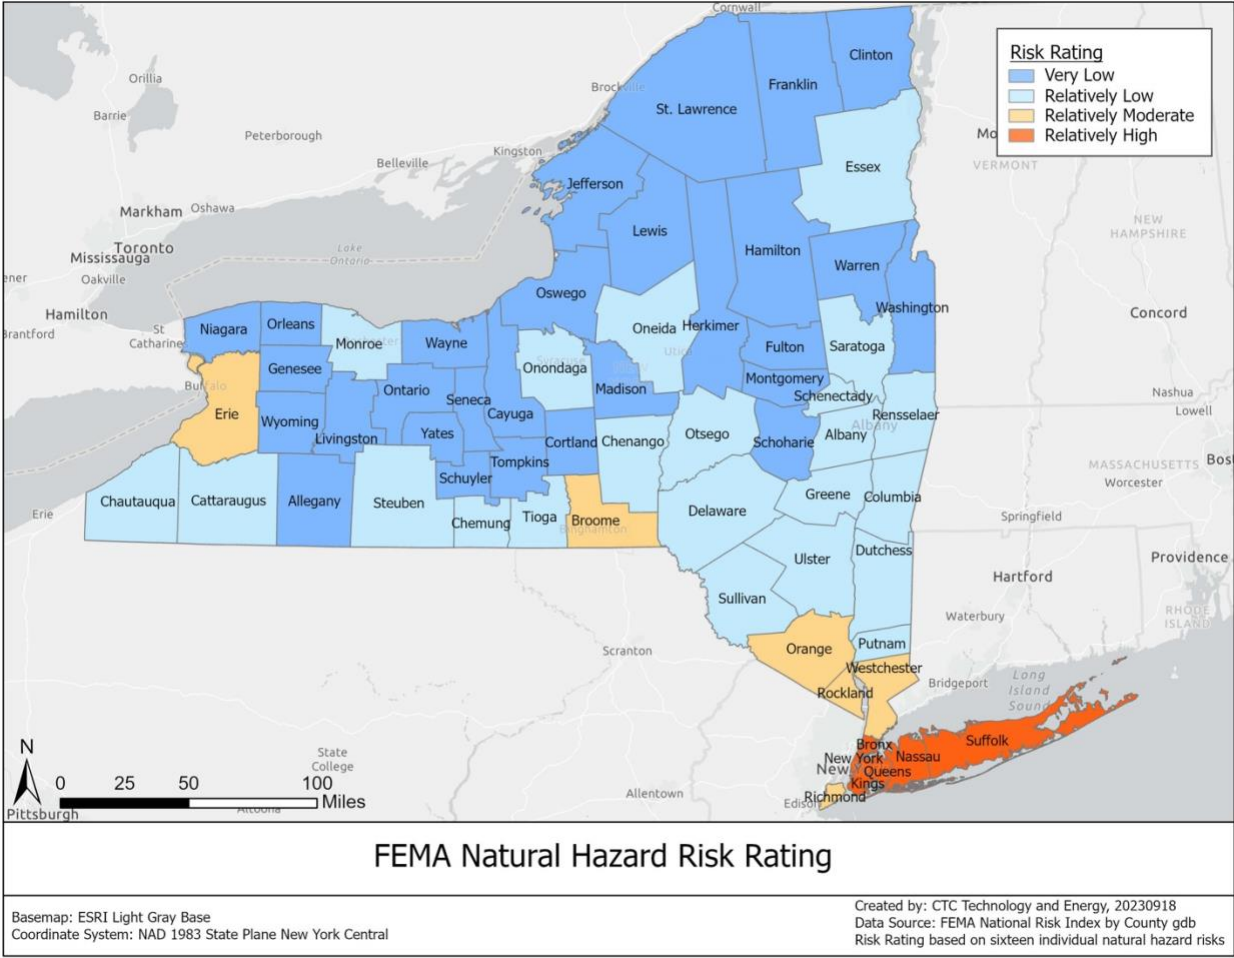 Cornwall
Orillia
Barrie
Peterborough
Belleville
Kingston
Brockville
Markham
Oshawa
Toronto
Mississauga
Oakville
Hamilton
Brantford
St
Catharine
Lake
Ontario
Risk Rating
Very Low
Relatively Low
Relatively Moderate
Relatively High
VERMONT
NEW
HAMPSHIRE
Concord
Nashua
Lowell
MASSACHUSETTS
Worcester
Springfield
Hartford
Providence
RHODE
ISLAND
Waterbury
Bridgeport
Long
Island
Sound
Clinton
Franklin
St. Lawrence
Essex
Jefferson
Lewis
Hamilton
Warren
Washington
Oswego
Oneida
Herkimer
Niagara
Orleans
Monroe
Wayne
Fulton
Saratoga
Onondaga
Syracuse
Utica
Genesee
Ontario
Seneca
Cayuga
Madison
Montgomery
Schenectady
Buffalo
Erie
Wyoming
Livingston
Yates
Cortland
Chenango
Otsego
Schoharie
Albany
Albany
Rensselaer
Tompkins
Schuyler
Chautauqua
Cattaraugus
Allegany
Steuben
Chemung
Tioga
Broome
Binghamton
Delaware
Greene
Columbia
Erie
Ulster
Dutchess
Sullivan
Orange
Putnam
Westchester
Rockland
Scranton
Bronx
New York
Queens
Kings
Nassau
Suffolk
Richmond
Edison
Allentown
State
College
Altoona
Pittsburgh
N
0 25 50 100
Miles
FEMA Natural Hazard Risk Rating
Basemap: ESRI Light Gray Base
Coordinate System: NAD 1983 State Plane New York Central
Created by: CTC Technology and Energy, 20230918
Data Source: FEMA National Risk Index by County gdb
Risk Rating based on sixteen individual natural hazard risks